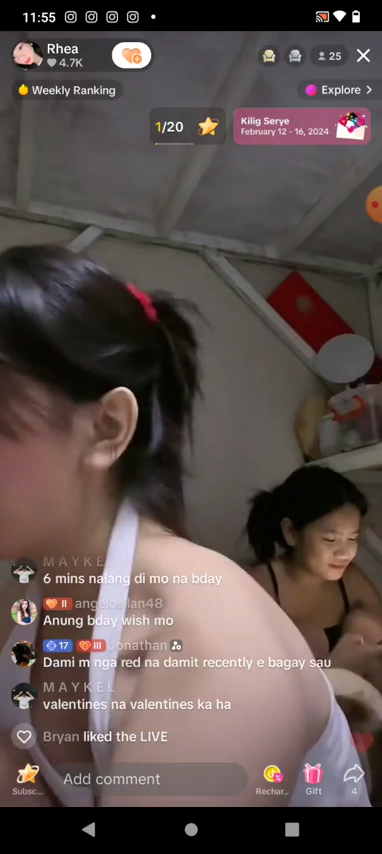 11:55
Rhea
4.7K
25
Weekly Ranking
Explore
1/20
Kilig Serye
February 12 - 16, 2024
MAYKEL
6 mins nalang di mo na bday
II angelosilan48
Anung bday wish mo
17 III Jonathan
Dami m nga red na damit recently e bagay sau
MAYKEL
valentines na valentines ka ha
Bryan liked the LIVE
Subsc...
Add comment
Rechar...
Gift
4